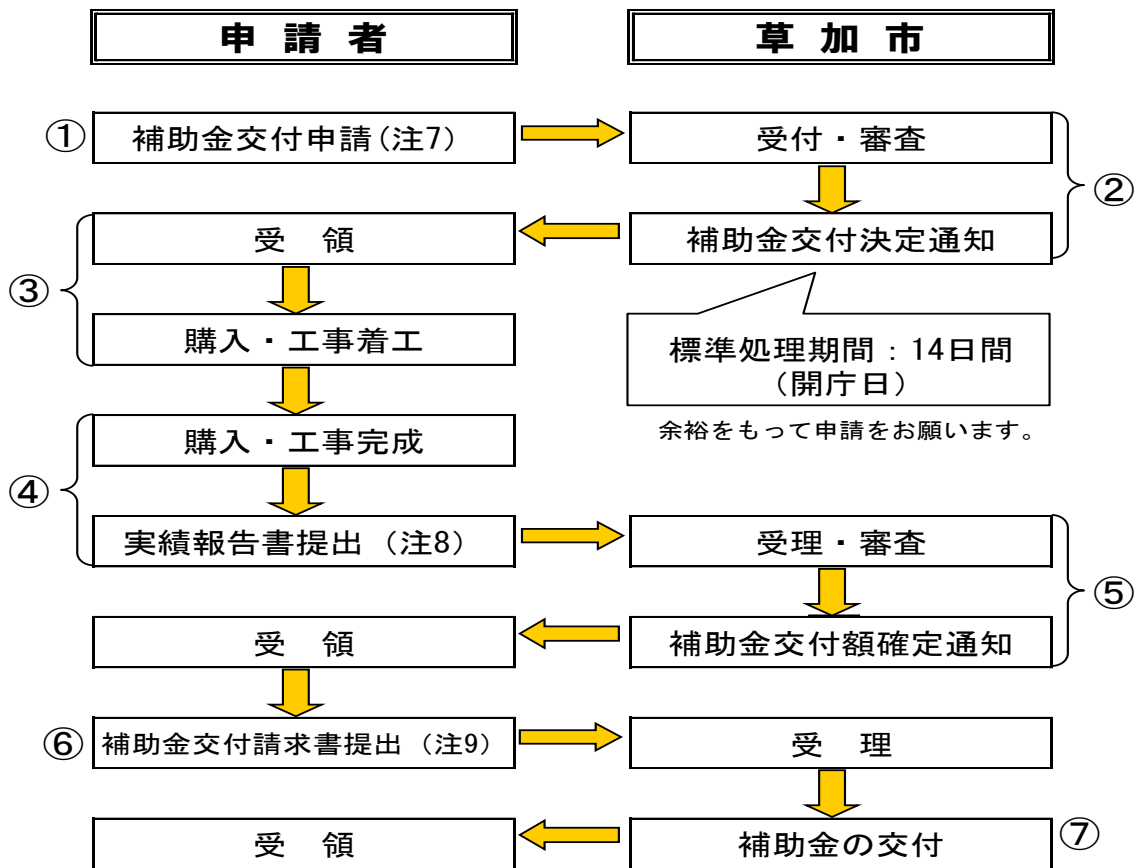 申 請 者
草 加 市
① 補助金交付申請(注7)
受付・審査
②
受 領
補助金交付決定通知
③
購入・工事着工
標準処理期間：14日間
（開庁日）
余裕をもって申請をお願います。
購入・工事完成
④
実績報告書提出 （注8）
受理・審査
⑤
受 領
補助金交付額確定通知
⑥ 補助金交付請求書提出 （注9）
受 理
受 領
補助金の交付
⑦